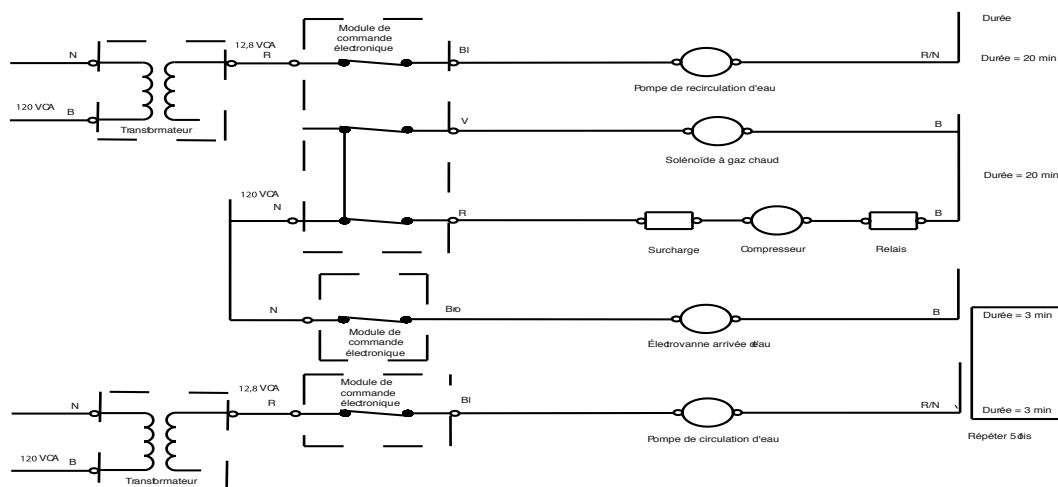 Durée
Module de
commande
électronique
12,8 VCA
N
R
Bl
R/N
Durée = 20 min
Pompe de recirculation d'eau
120 VCA
B
Transformateur
V
B
Solénoïde à gaz chaud
Durée = 20 min
120 VCA
N
R
B
Surcharge
Compresseur
Relais
N
Bro
B
Durée = 3 min
Module de
commande
électronique
Électrovanne arrivée d'eau
12,8 VCA
Module de
commande
électronique
N
R
Bl
R/N
Durée = 3 min
Pompe de circulation d'eau
Répéter 5 fois
120 VCA
B
Transformateur